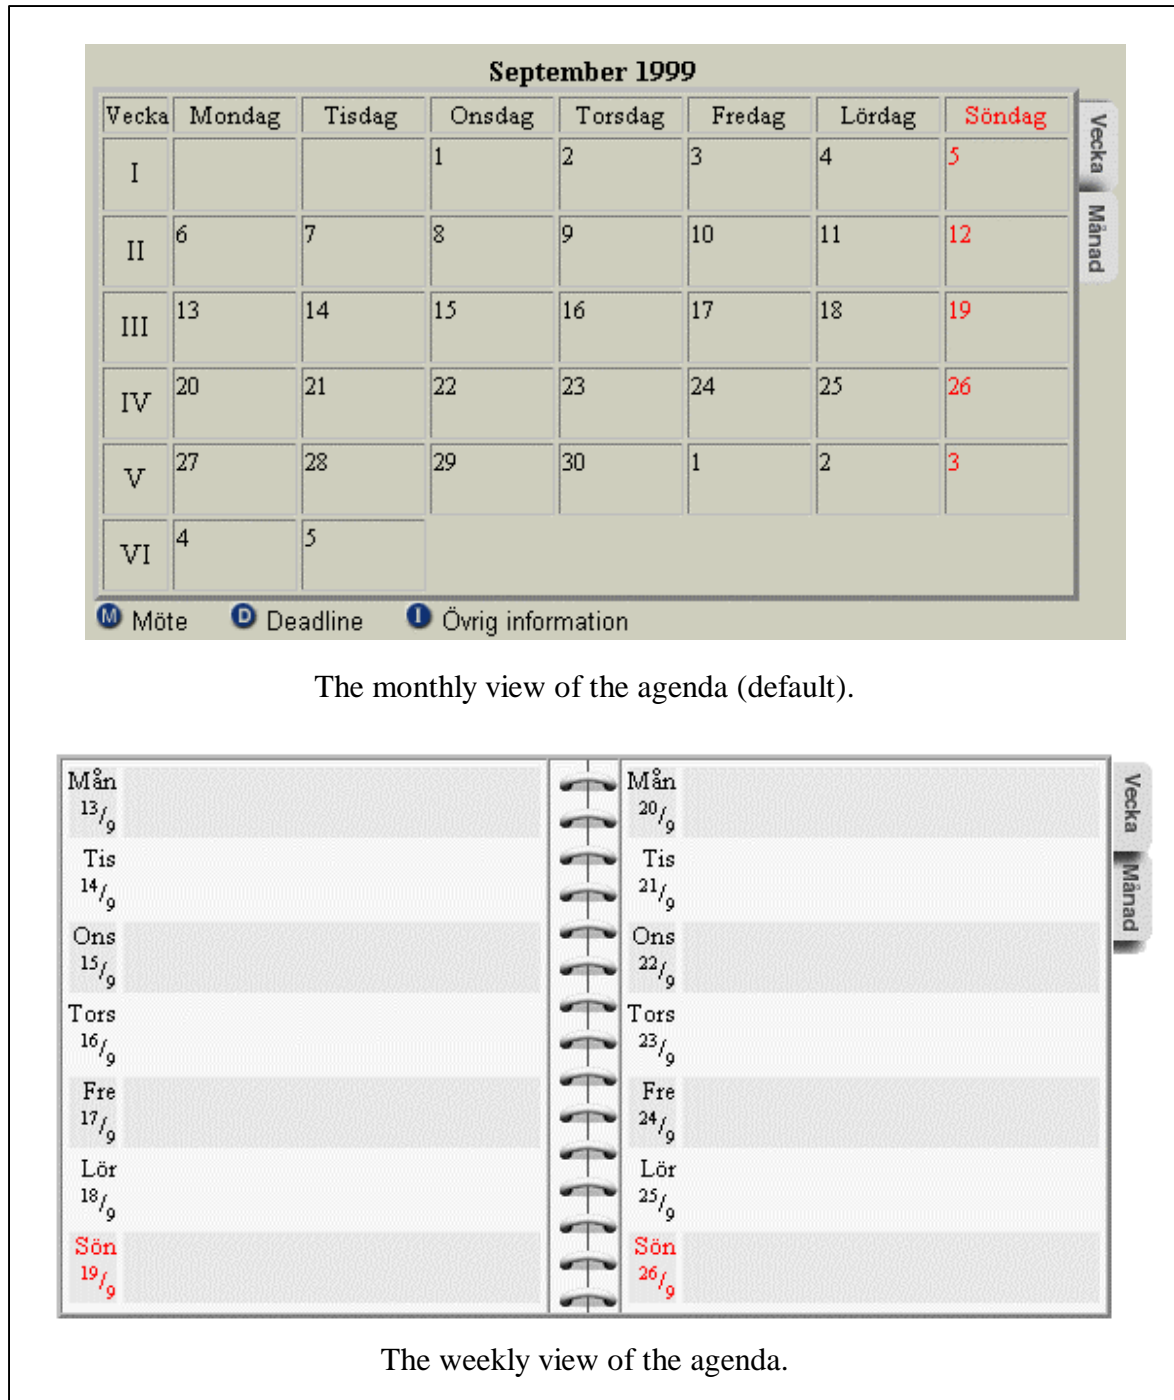 September 1999
Vecka Mondag Tisdag Onsdag Torsdag Fredag Lördag Söndag
I 1 2 3 4 5
II 6 7 8 9 10 11 12
III 13 14 15 16 17 18 19
IV 20 21 22 23 24 25 26
V 27 28 29 30 1 2 3
VI 4 5
Vecka
Månad
M Möte D Deadline I Övrig information
The monthly view of the agenda (default).
Mån 13/9
Tis 14/9
Ons 15/9
Tors 16/9
Fre 17/9
Lör 18/9
Sön 19/9
Mån 20/9
Tis 21/9
Ons 22/9
Tors 23/9
Fre 24/9
Lör 25/9
Sön 26/9
Vecka
Månad
The weekly view of the agenda.